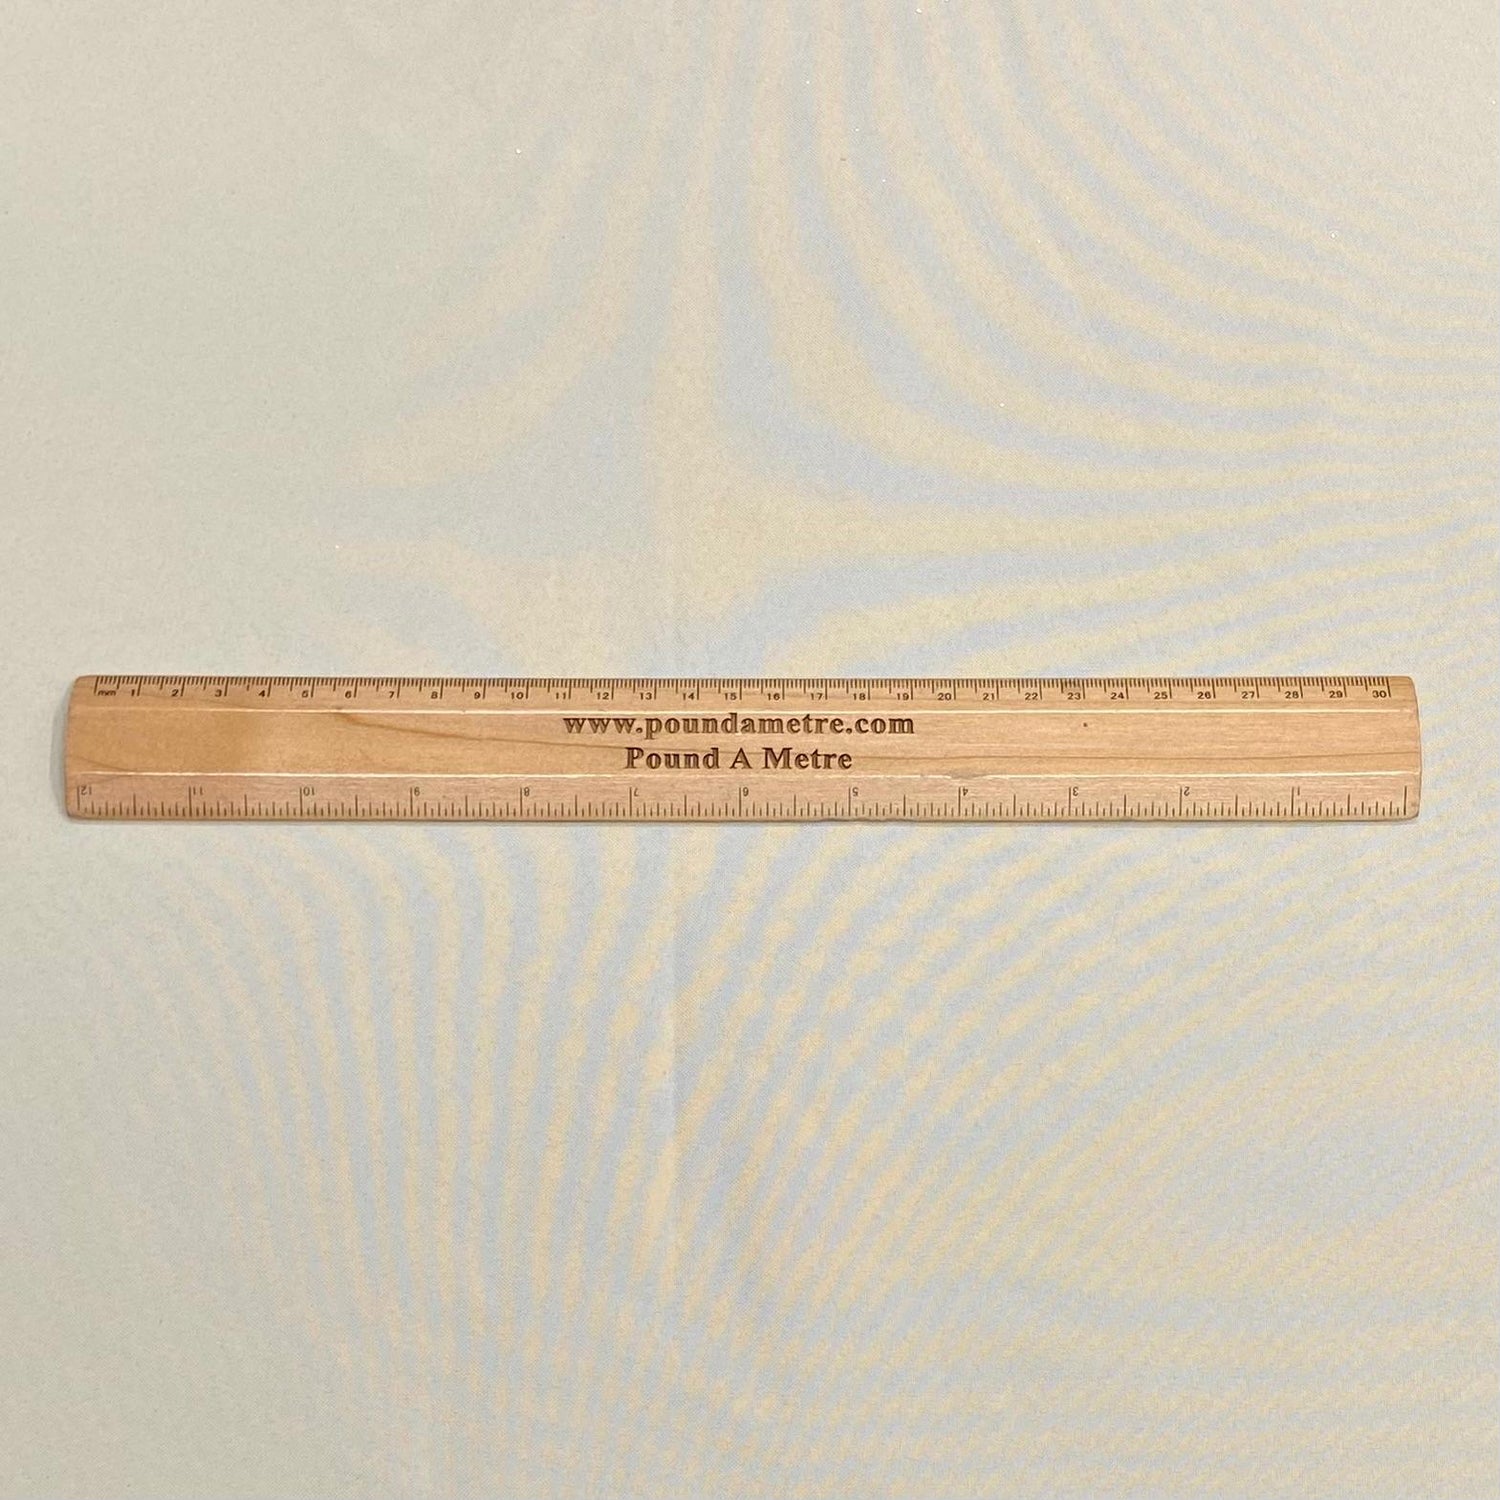 mm 1 2 3 4 5 6 7 8 9 10 11 12 13 14 15 16 17 18 19 20 21 22 23 24 25 26 27 28 29 30
www.poundametre.com
Pound A Metre
12 11 10 9 8 7 6 5 4 3 2 1